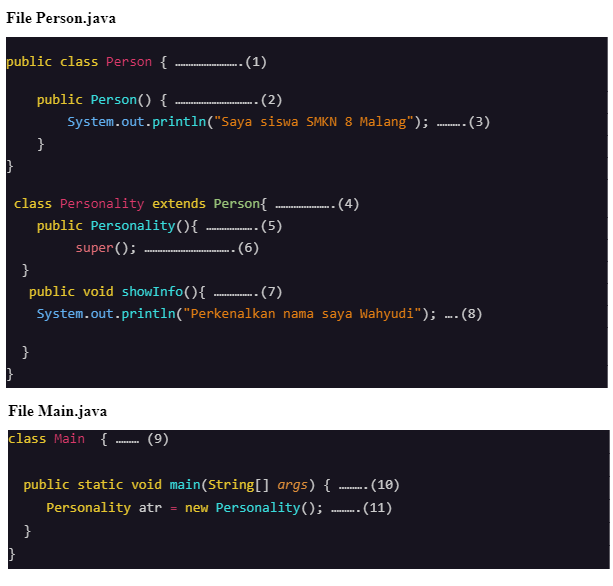 File Person.java
public class Person { ……………………….(1)
public Person() { …………………………….(2)
System.out.println("Saya siswa SMKN 8 Malang"); ……….(3)
}
}
class Personality extends Person{ …………………….(4)
public Personality(){ ………………….(5)
super(); ……………………………….(6)
}
public void showInfo(){ …………….(7)
System.out.println("Perkenalkan nama saya Wahyudi"); ….(8)
}
}
File Main.java
class Main { ……… (9)
public static void main(String[] args) { ………..(10)
Personality atr = new Personality(); ………..(11)
}
}